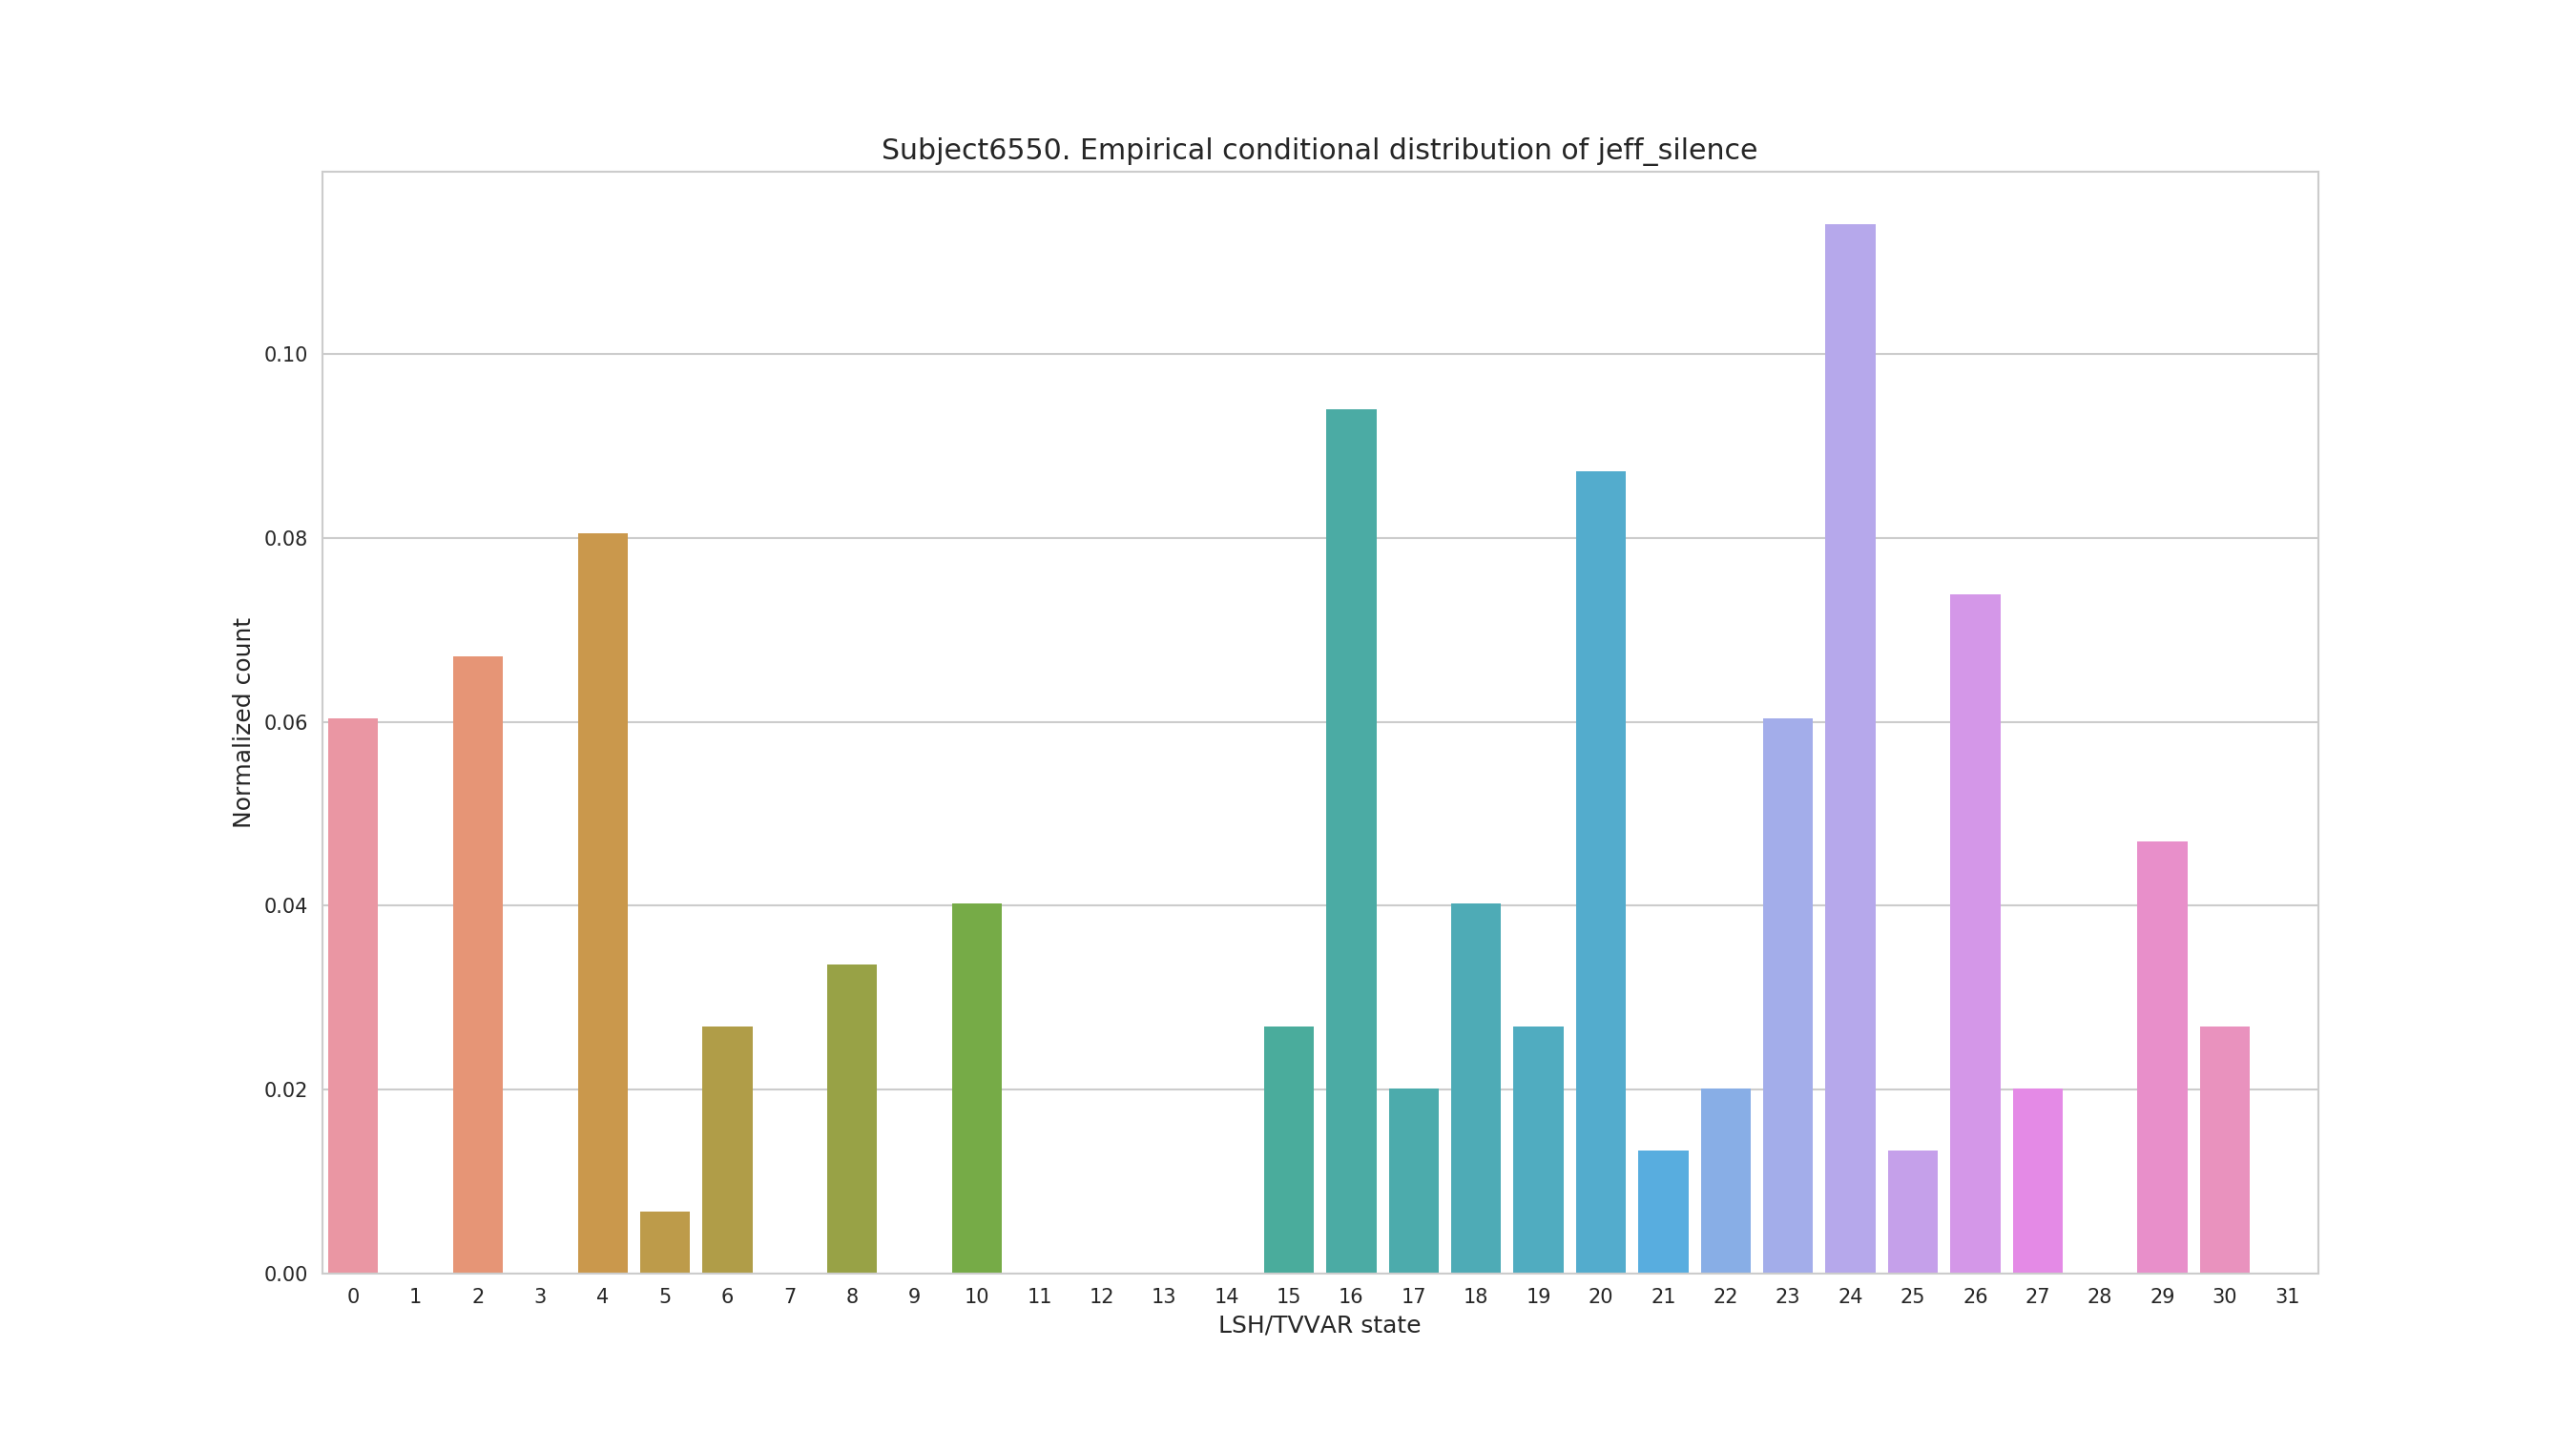 Subject6550. Empirical conditional distribution of jeff_silence
Normalized count
0.10
0.08
0.06
0.04
0.02
0.00
0 1 2 3 4 5 6 7 8 9 10 11 12 13 14 15 16 17 18 19 20 21 22 23 24 25 26 27 28 29 30 31
LSH/TVVAR state